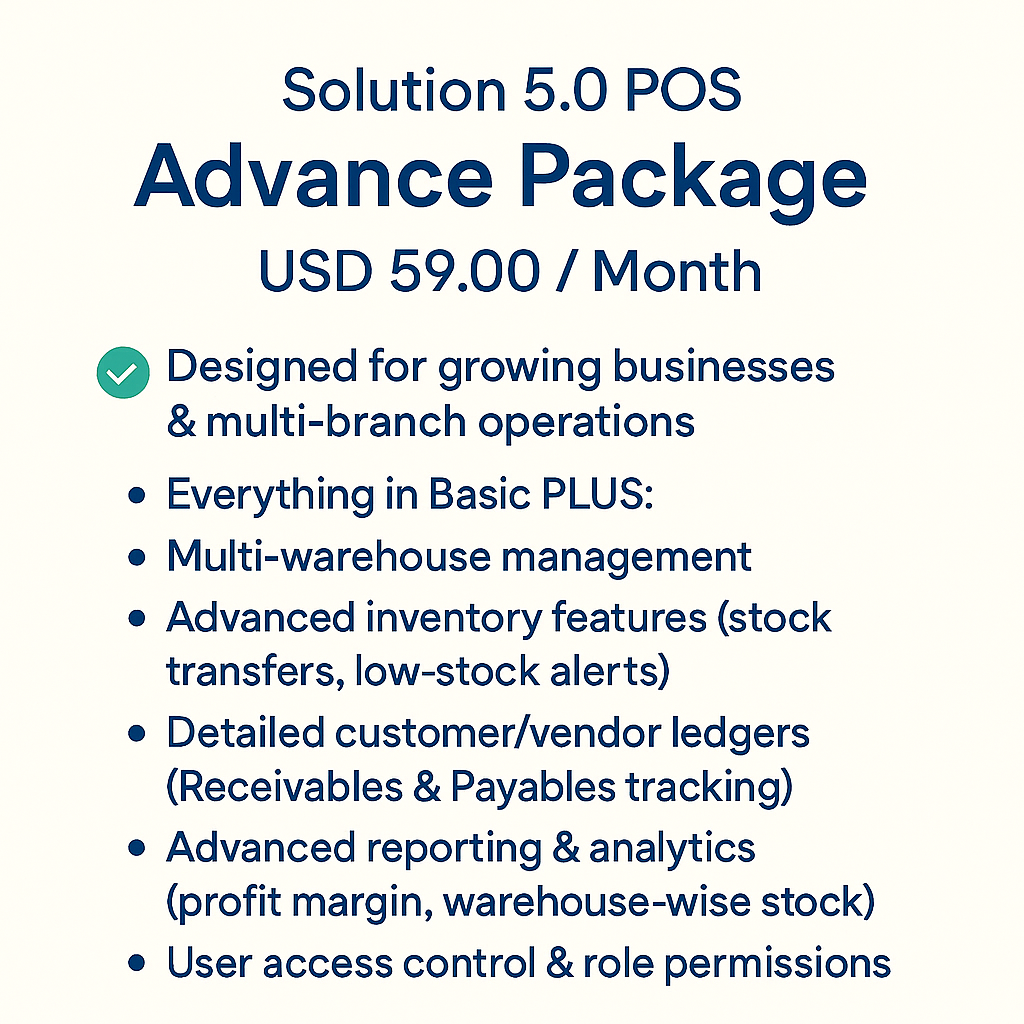 Solution 5.0 POS
Advance Package
USD 59.00 / Month
Designed for growing businesses
& multi-branch operations
• Everything in Basic PLUS:
• Multi-warehouse management
• Advanced inventory features (stock
transfers, low-stock alerts)
• Detailed customer/vendor ledgers
(Receivables & Payables tracking)
• Advanced reporting & analytics
(profit margin, warehouse-wise stock)
• User access control & role permissions